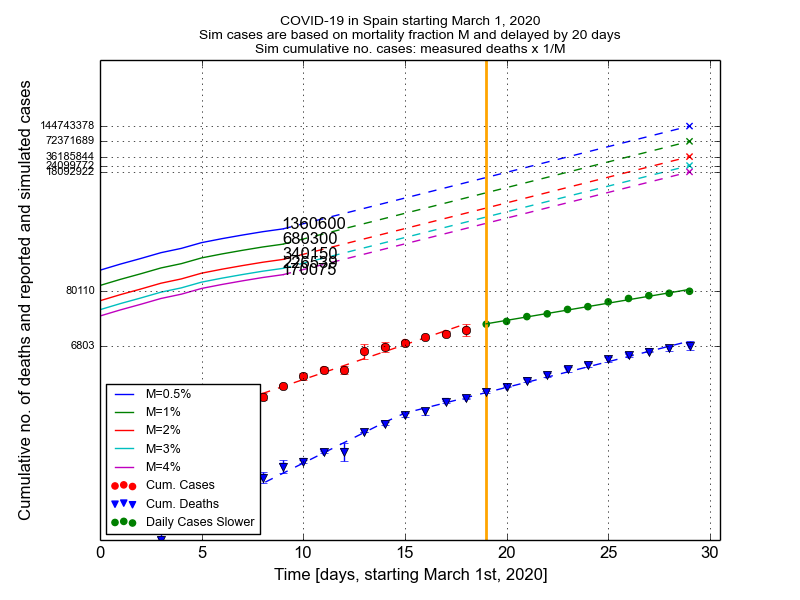 COVID-19 in Spain starting March 1, 2020
Sim cases are based on mortality fraction M and delayed by 20 days
Sim cumulative no. cases: measured deaths x 1/M
Cumulative no. of deaths and reported and simulated cases
144743378
72371689
36185844
24099772
18092922
80110
6803
1360600
680300
340150
226539
170075
M=0.5%
M=1%
M=2%
M=3%
M=4%
Cum. Cases
Cum. Deaths
Daily Cases Slower
0 5 10 15 20 25 30
Time [days, starting March 1st, 2020]